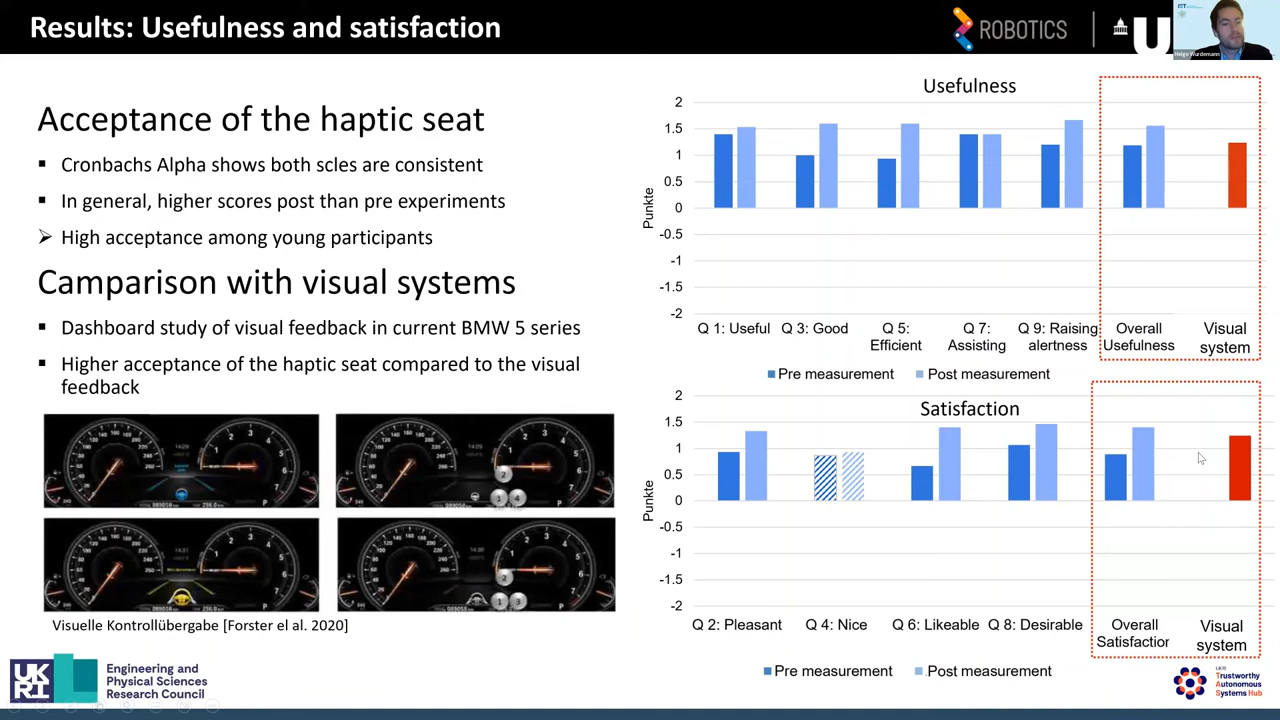 Results: Usefulness and satisfaction
ROBOTICS
U
Helge Wurdemann
Acceptance of the haptic seat
▪ Cronbachs Alpha shows both scles are consistent
▪ In general, higher scores post than pre experiments
➢ High acceptance among young participants
Camparison with visual systems
▪ Dashboard study of visual feedback in current BMW 5 series
▪ Higher acceptance of the haptic seat compared to the visual
feedback
Visuelle Kontrollübergabe [Forster el al. 2020]
UK
RI
Engineering and
Physical Sciences
Research Council
Usefulness
2
1.5
1
0.5
0
-0.5
-1
-1.5
-2
Punkte
Q 1: Useful
Q 3: Good
Q 5:
Efficient
Q 7:
Assisting
Q 9: Raising
alertness
Overall
Usefulness
Visual
system
Pre measurement
Post measurement
Satisfaction
2
1.5
1
0.5
0
-0.5
-1
-1.5
-2
Punkte
Q 2: Pleasant
Q 4: Nice
Q 6: Likeable
Q 8: Desirable
Overall
Satisfaction
Visual
system
Pre measurement
Post measurement
UKRI
Trustworthy
Autonomous
Systems Hub